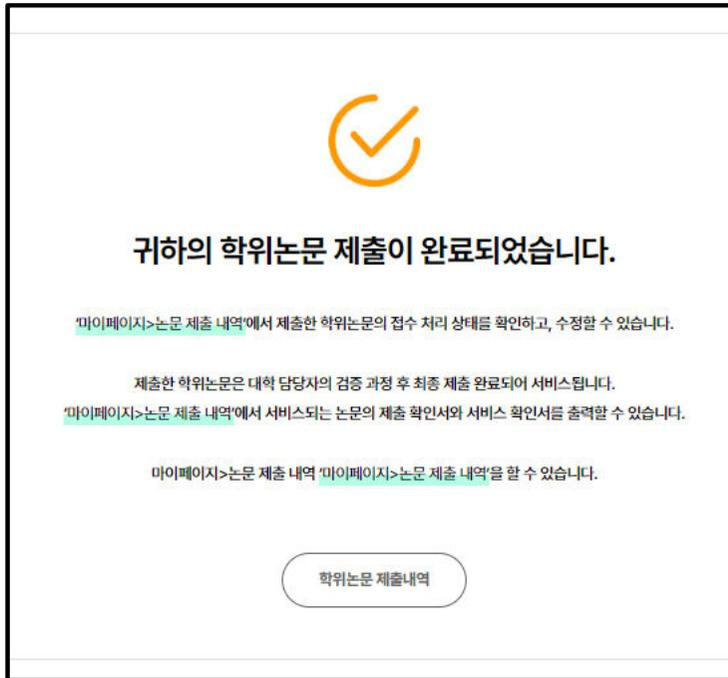 귀하의 학위논문 제출이 완료되었습니다.
'마이페이지>논문 제출 내역'에서 제출한 학위논문의 접수 처리 상태를 확인하고, 수정할 수 있습니다.
제출한 학위논문은 대학 담당자의 검증 과정 후 최종 제출 완료되어 서비스됩니다.
'마이페이지>논문 제출 내역'에서 서비스되는 논문의 제출 확인서와 서비스 확인서를 출력할 수 있습니다.
마이페이지>논문 제출 내역 '마이페이지>논문 제출 내역'을 할 수 있습니다.
학위논문 제출내역